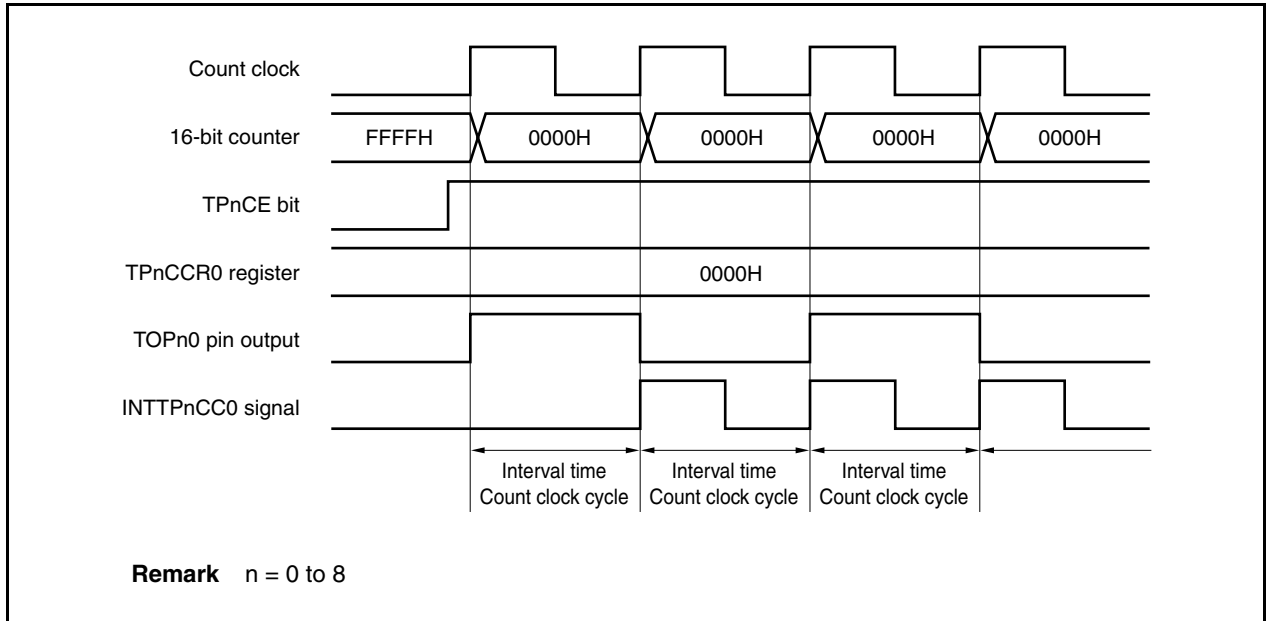 Count clock
16-bit counter FFFFH 0000H 0000H 0000H 0000H
TPnCE bit
TPnCCR0 register 0000H
TOPn0 pin output
INTTPnCC0 signal
Interval time Interval time Interval time
Count clock cycle Count clock cycle Count clock cycle
Remark n = 0 to 8